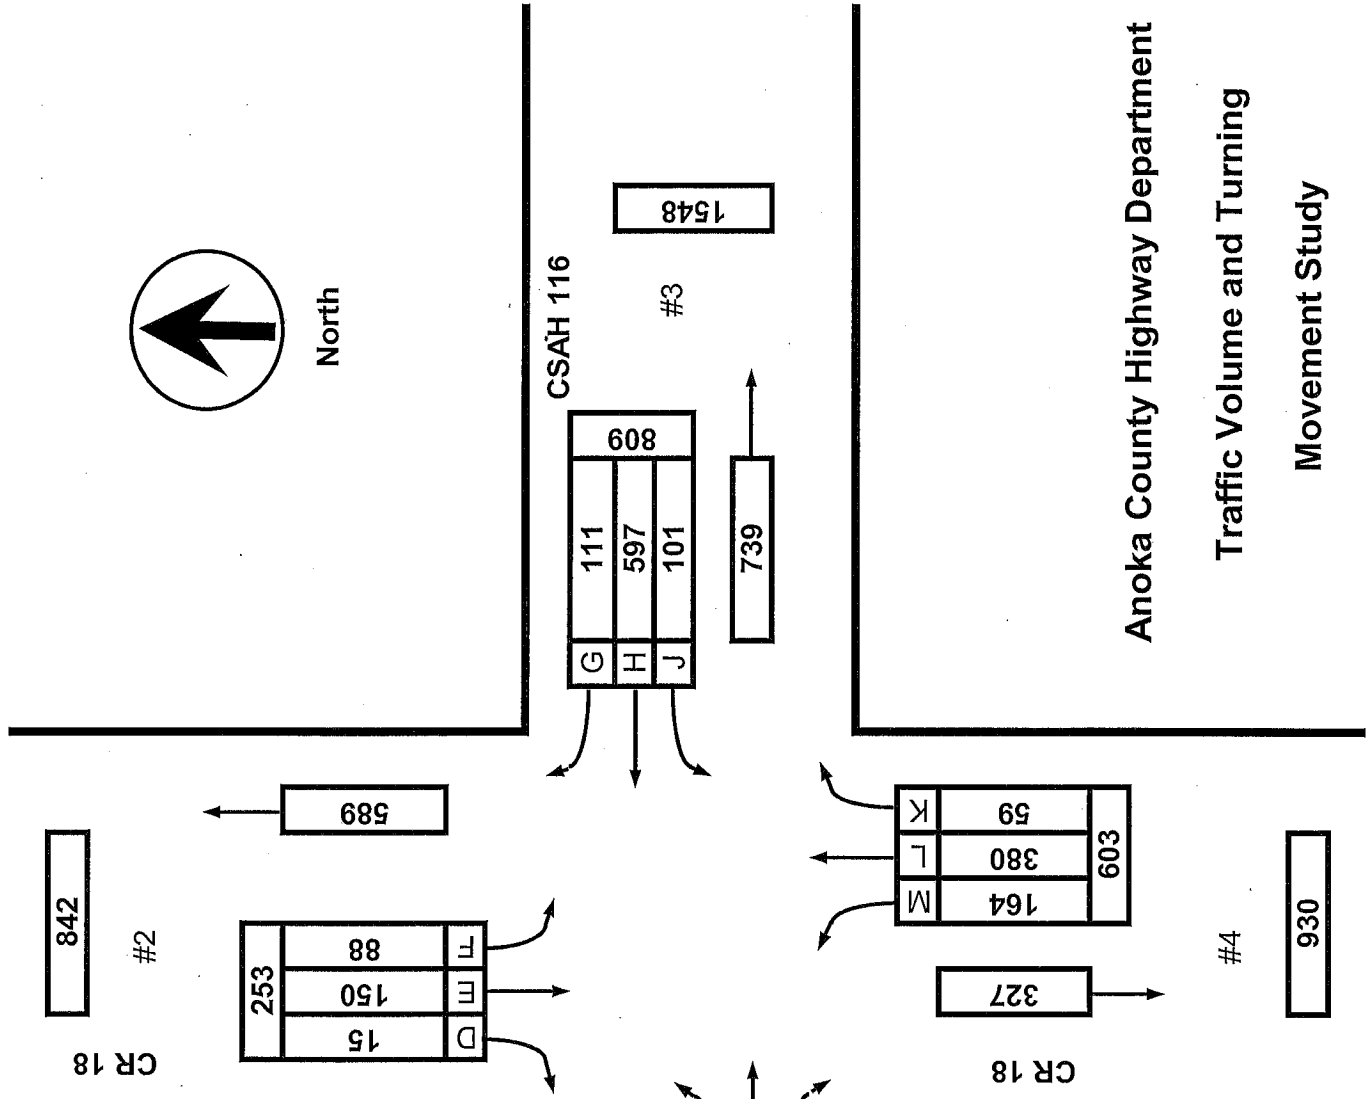 North
CSAH 116
#3
1548
809
G 111
H 597
J 101
739
842
#2
CR 18
253
D 15
E 150
F 88
589
K 59
L 380
M 164
603
327
#4
930
CR 18
Anoka County Highway Department
Traffic Volume and Turning
Movement Study